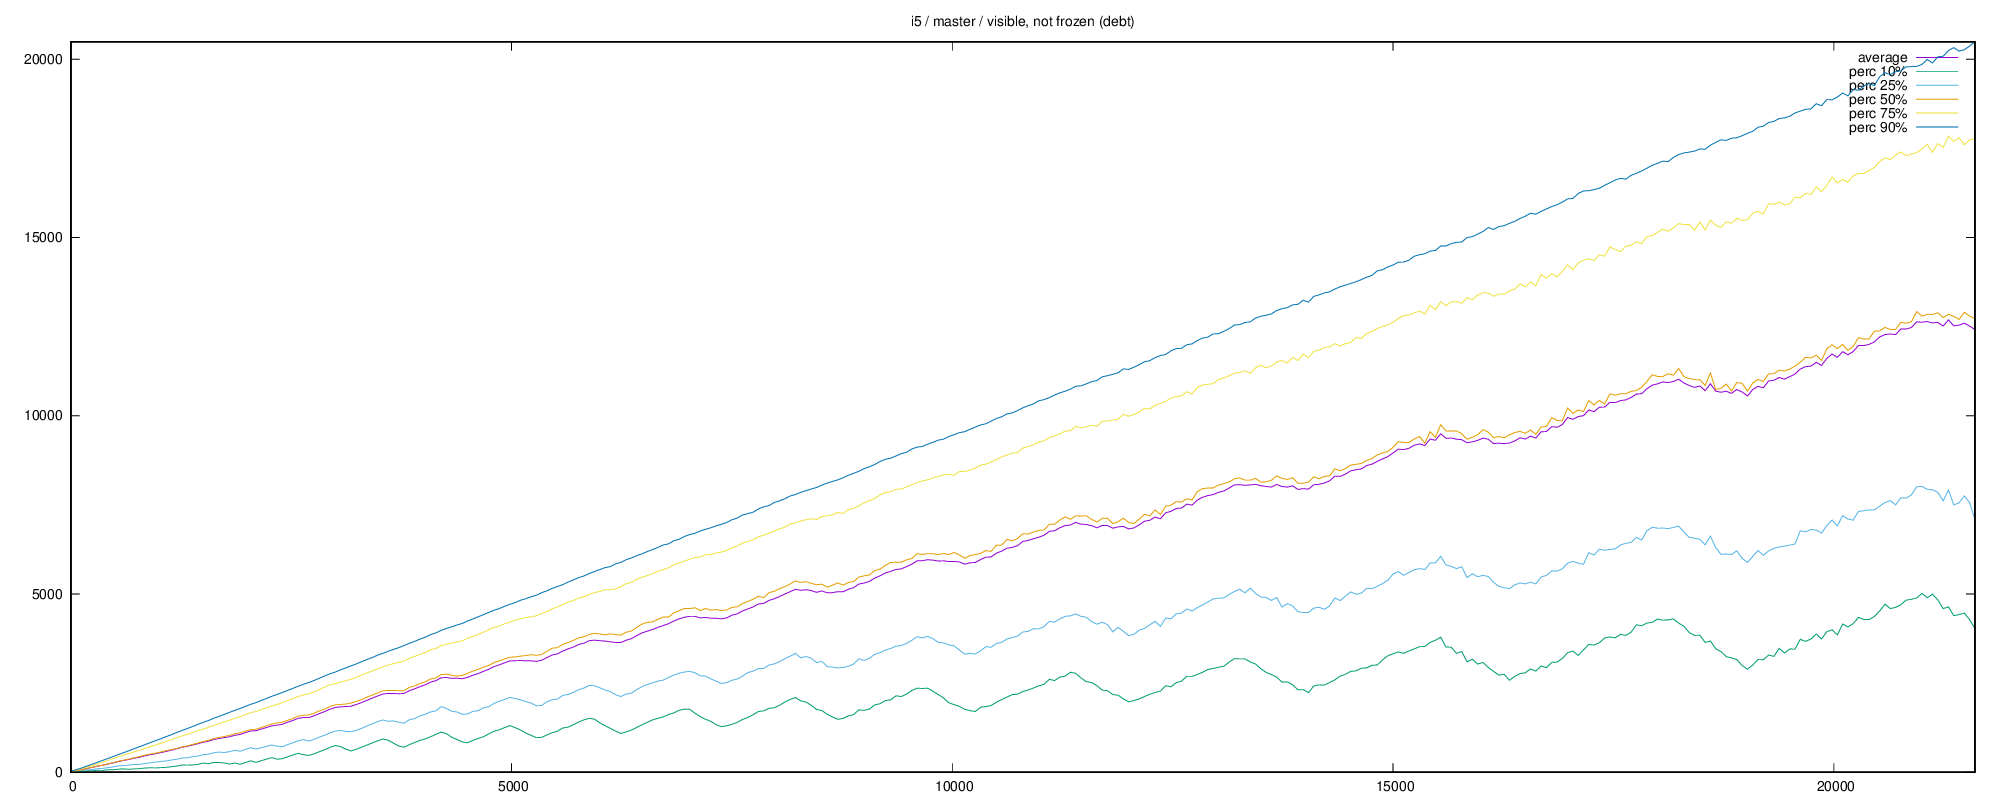 i5 / master / visible, not frozen (debt)
20000
15000
10000
5000
0
average
perc 10%
perc 25%
perc 50%
perc 75%
perc 90%
0 5000 10000 15000 20000